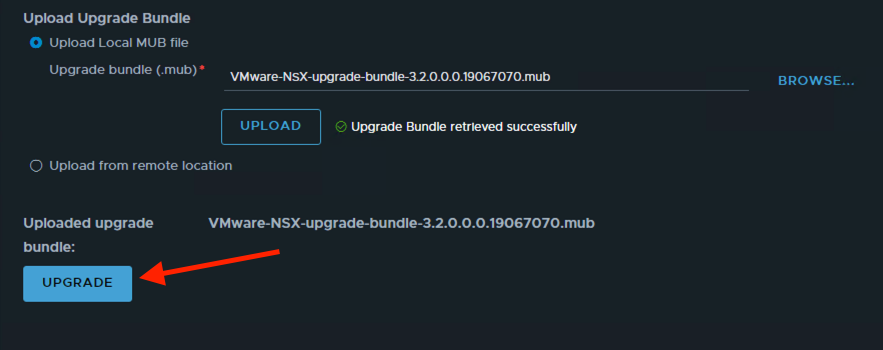 Upload Upgrade Bundle
Upload Local MUB file
Upgrade bundle (.mub)*
VMware-NSX-upgrade-bundle-3.2.0.0.0.19067070.mub
BROWSE...
UPLOAD
Upgrade Bundle retrieved successfully
Upload from remote location
Uploaded upgrade
bundle:
VMware-NSX-upgrade-bundle-3.2.0.0.0.19067070.mub
UPGRADE